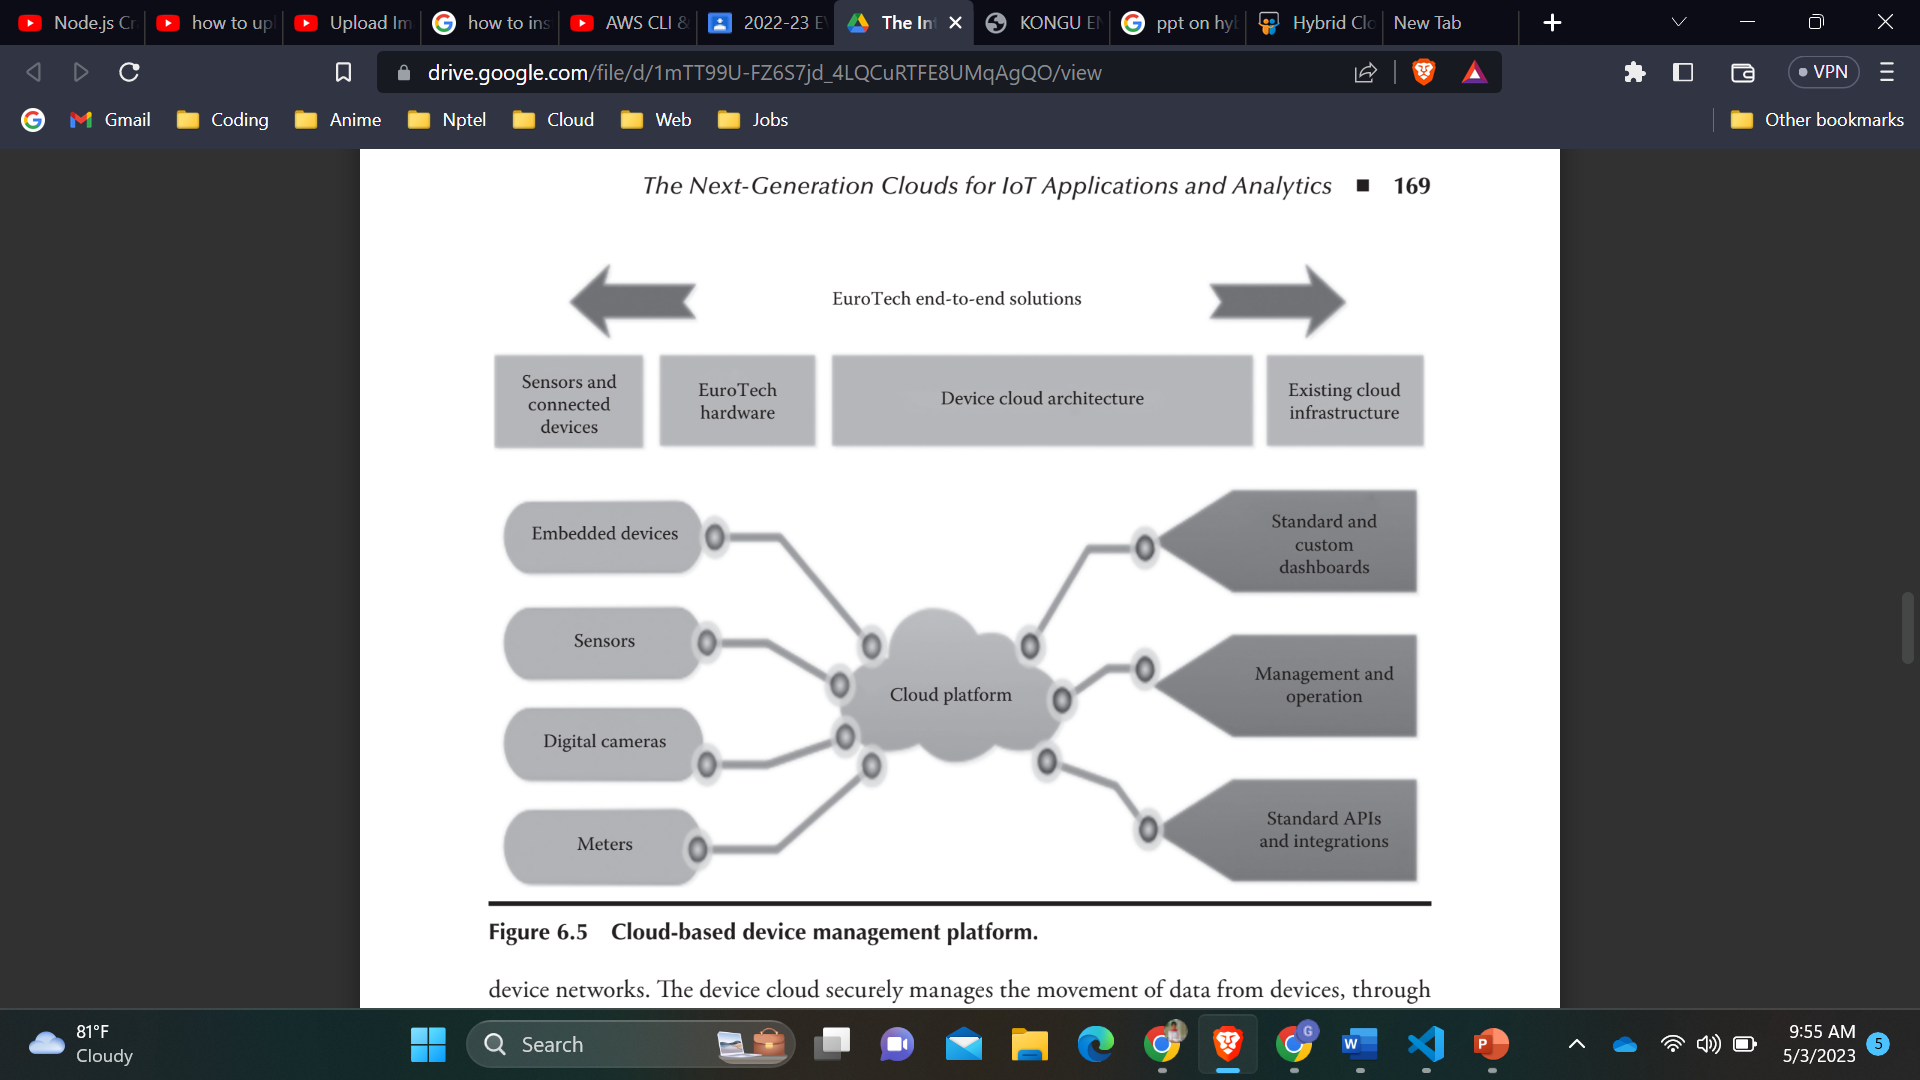 Node.js Cr
how to up
Upload Im
how to ins
AWS CLI &
2022-23 E
The In
KONGU E
ppt on hy
Hybrid Clo
New Tab
drive.google.com/file/d/1mTT99U-FZ6S7jd_4LQCuRTFE8UMqAgQO/view
VPN
Gmail
Coding
Anime
Nptel
Cloud
Web
Jobs
Other bookmarks
The Next-Generation Clouds for IoT Applications and Analytics ■ 169
EuroTech end-to-end solutions
Sensors and
connected
devices
EuroTech
hardware
Device cloud architecture
Existing cloud
infrastructure
Embedded devices
Sensors
Digital cameras
Meters
Cloud platform
Standard and
custom
dashboards
Management and
operation
Standard APIs
and integrations
Figure 6.5 Cloud-based device management platform.
device networks. The device cloud securely manages the movement of data from devices, through
81°F
Cloudy
Search
G
W
P
9:55 AM
5/3/2023
5